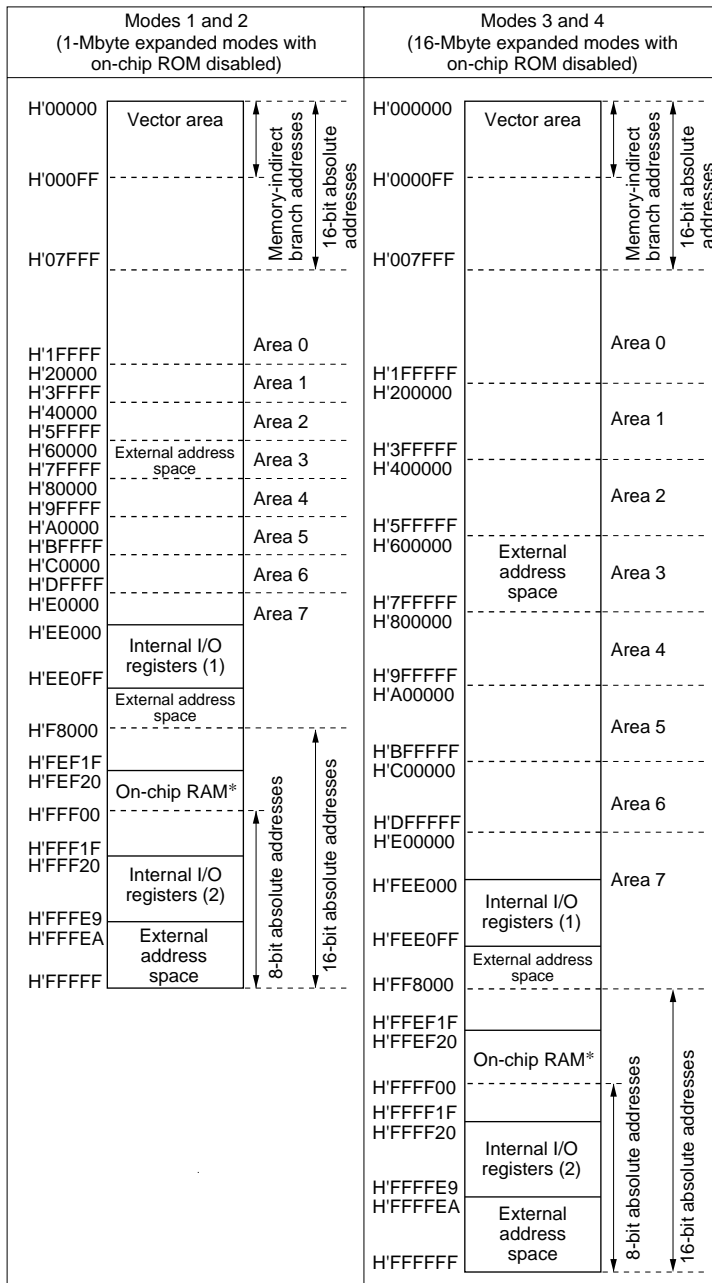 Modes 1 and 2
(1-Mbyte expanded modes with
on-chip ROM disabled)
H'00000
Vector area
H'000FF
H'07FFF
Memory-indirect
branch addresses
16-bit absolute
addresses
H'1FFFF
Area 0
H'20000
H'3FFFF
Area 1
H'40000
H'5FFFF
Area 2
H'60000
H'7FFFF
External address
space
Area 3
H'80000
H'9FFFF
Area 4
H'A0000
H'BFFFF
Area 5
H'C0000
H'DFFFF
Area 6
H'E0000
Area 7
H'EE000
Internal I/O
registers (1)
H'EE0FF
External address
space
H'F8000
H'FEF1F
H'FEF20
On-chip RAM*
H'FFF00
H'FFF1F
H'FFF20
Internal I/O
registers (2)
H'FFFE9
H'FFFEA
External
address
space
H'FFFFF
8-bit absolute addresses
16-bit absolute addresses
Modes 3 and 4
(16-Mbyte expanded modes with
on-chip ROM disabled)
H'000000
Vector area
H'0000FF
H'007FFF
Memory-indirect
branch addresses
16-bit absolute
addresses
Area 0
H'1FFFFF
H'200000
Area 1
H'3FFFFF
H'400000
Area 2
H'5FFFFF
H'600000
External
address
space
Area 3
H'7FFFFF
H'800000
Area 4
H'9FFFFF
H'A00000
Area 5
H'BFFFFF
H'C00000
Area 6
H'DFFFFF
H'E00000
Area 7
H'FEE000
Internal I/O
registers (1)
H'FEE0FF
External address
space
H'FF8000
H'FFEF1F
H'FFEF20
On-chip RAM*
H'FFFF00
H'FFFF1F
H'FFFF20
Internal I/O
registers (2)
H'FFFFE9
H'FFFFEA
External
address
space
H'FFFFFF
8-bit absolute addresses
16-bit absolute addresses